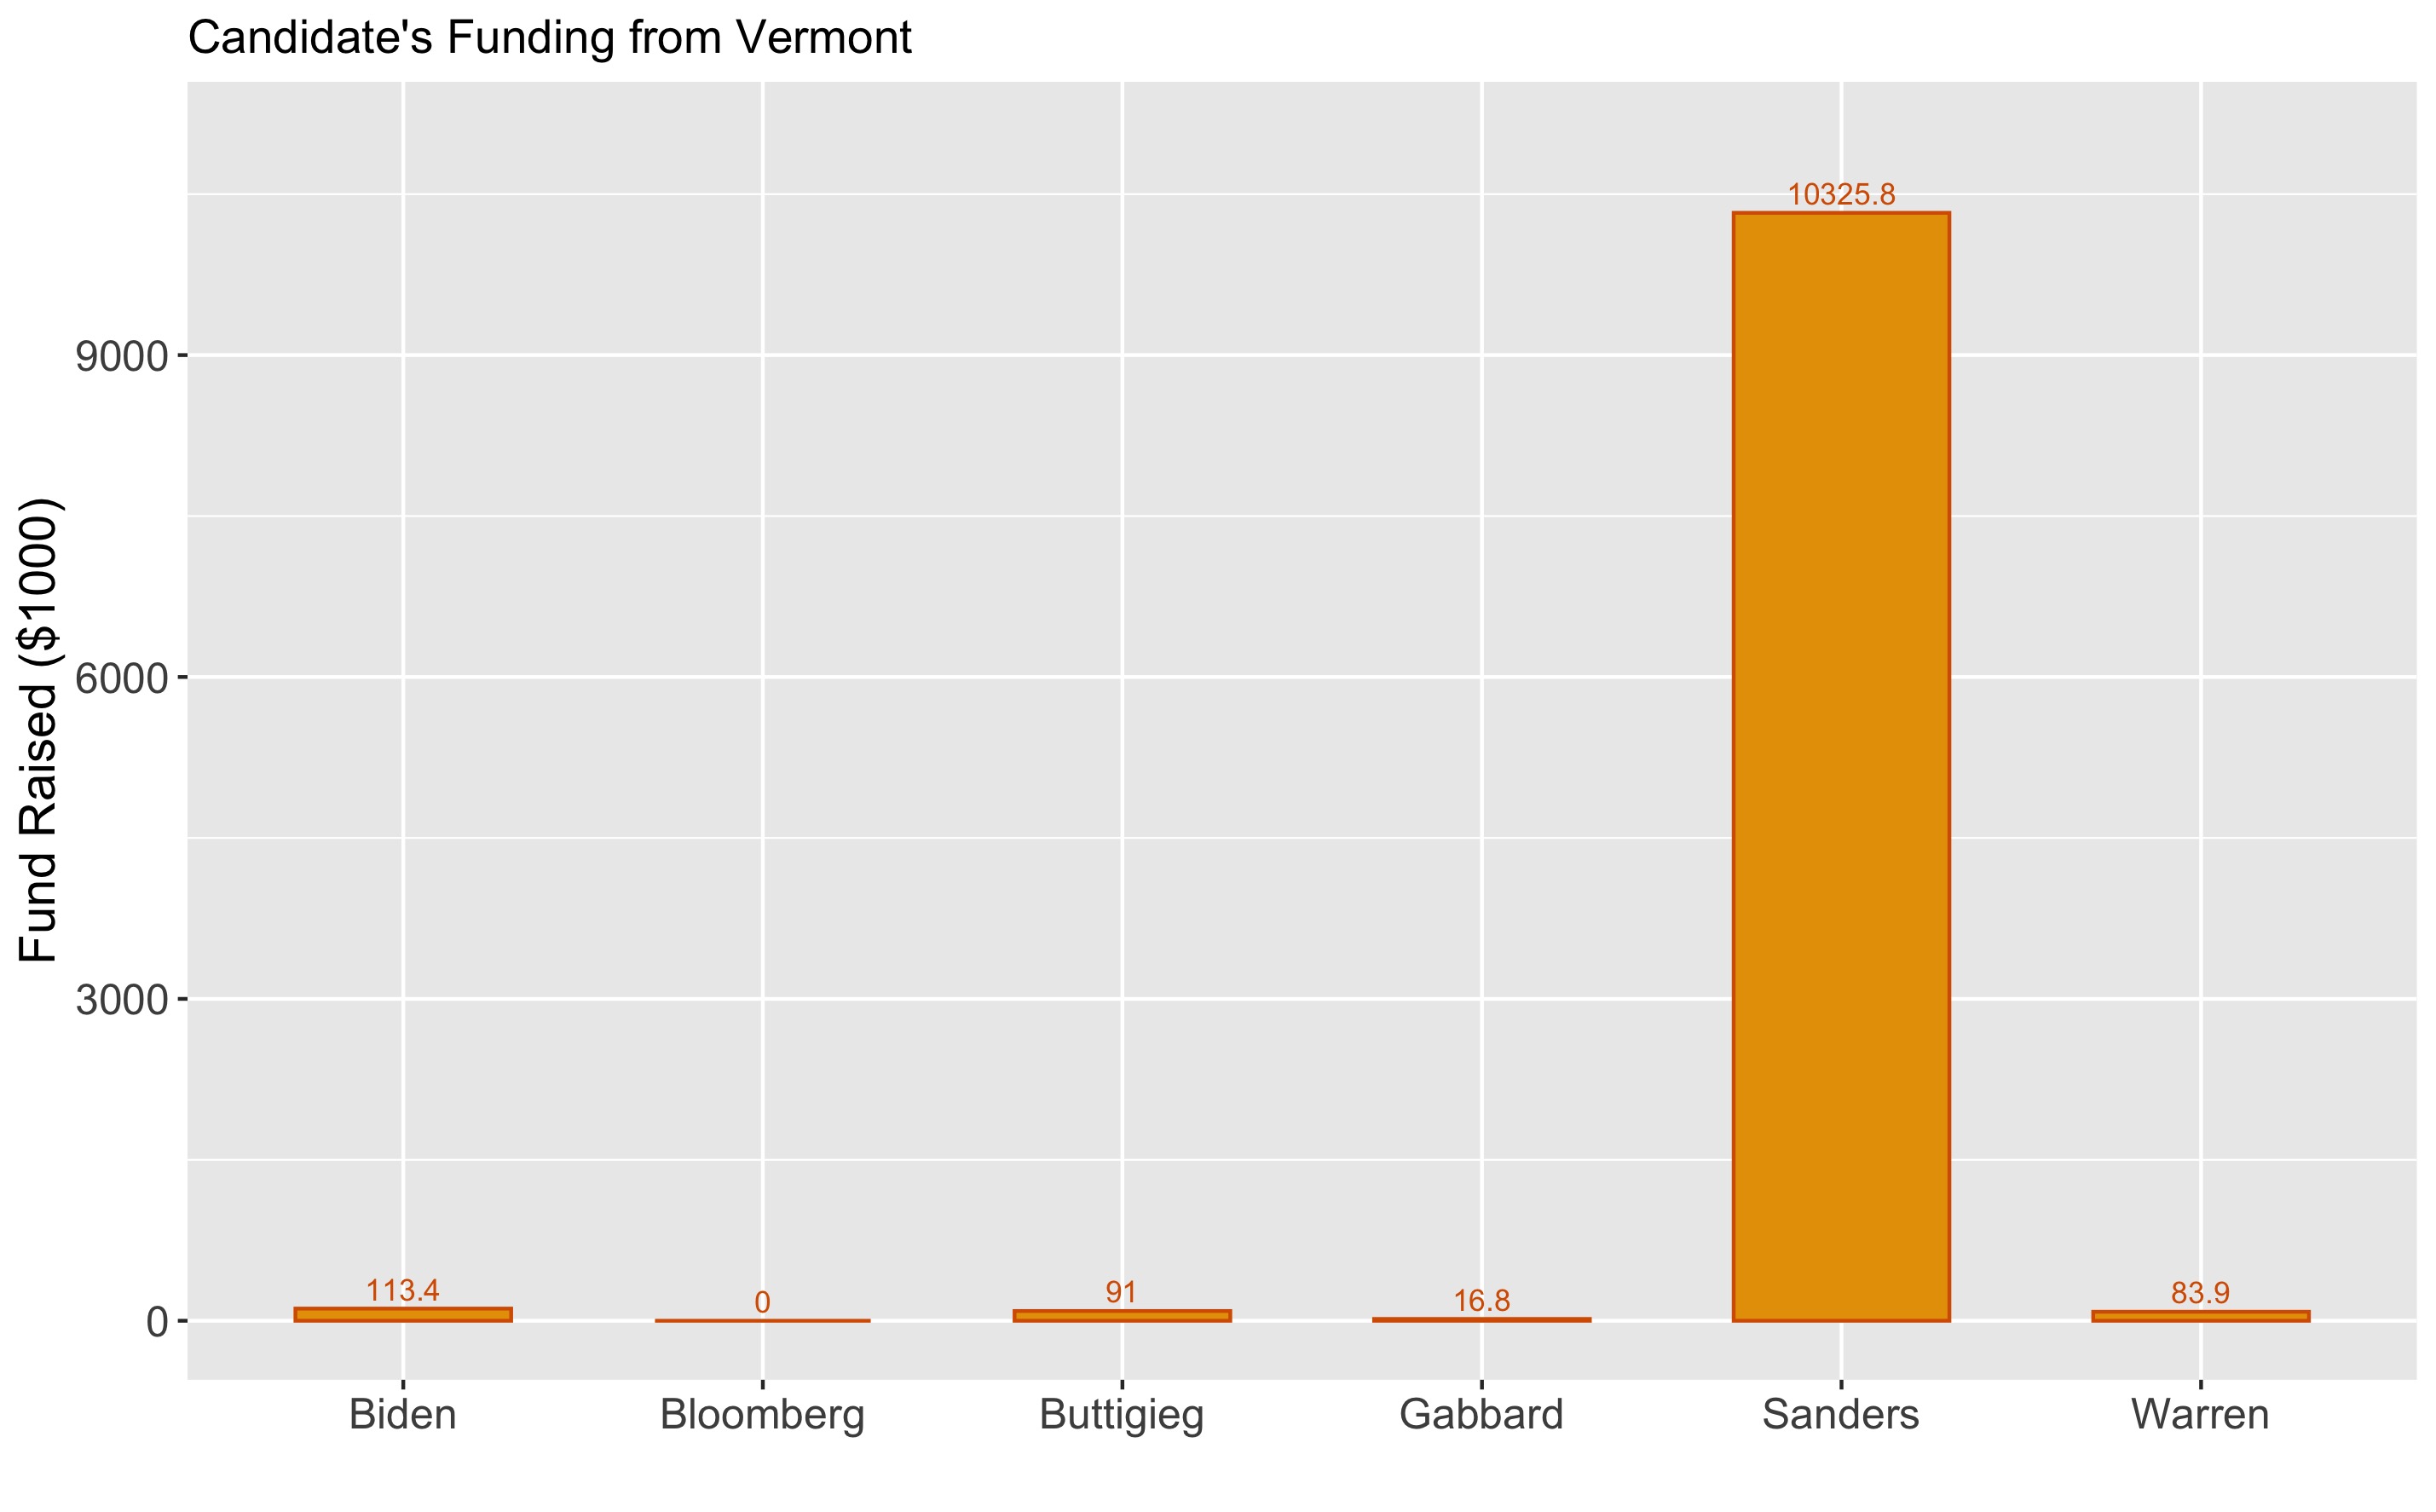 Candidate's Funding from Vermont
Fund Raised ($1000)
9000
6000
3000
0
10325.8
113.4
0
91
16.8
83.9
Biden
Bloomberg
Buttigieg
Gabbard
Sanders
Warren